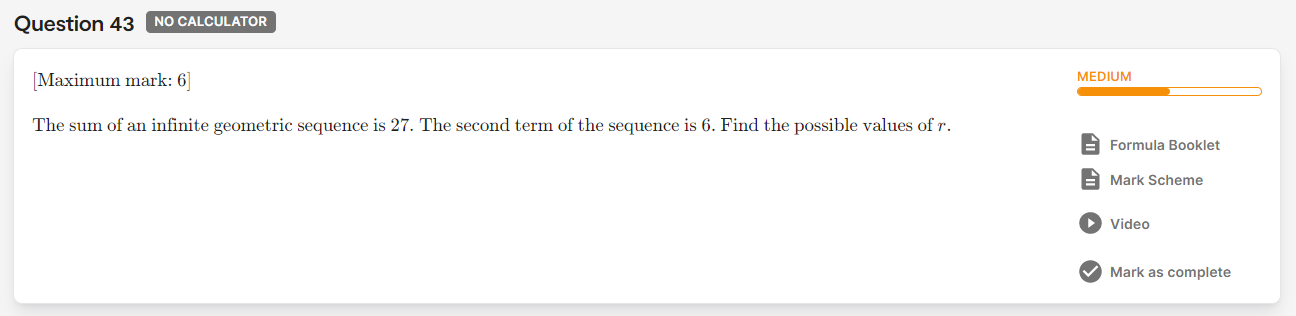 Question 43 NO CALCULATOR
[Maximum mark: 6]
MEDIUM
The sum of an infinite geometric sequence is 27. The second term of the sequence is 6. Find the possible values of r.
Formula Booklet
Mark Scheme
Video
Mark as complete